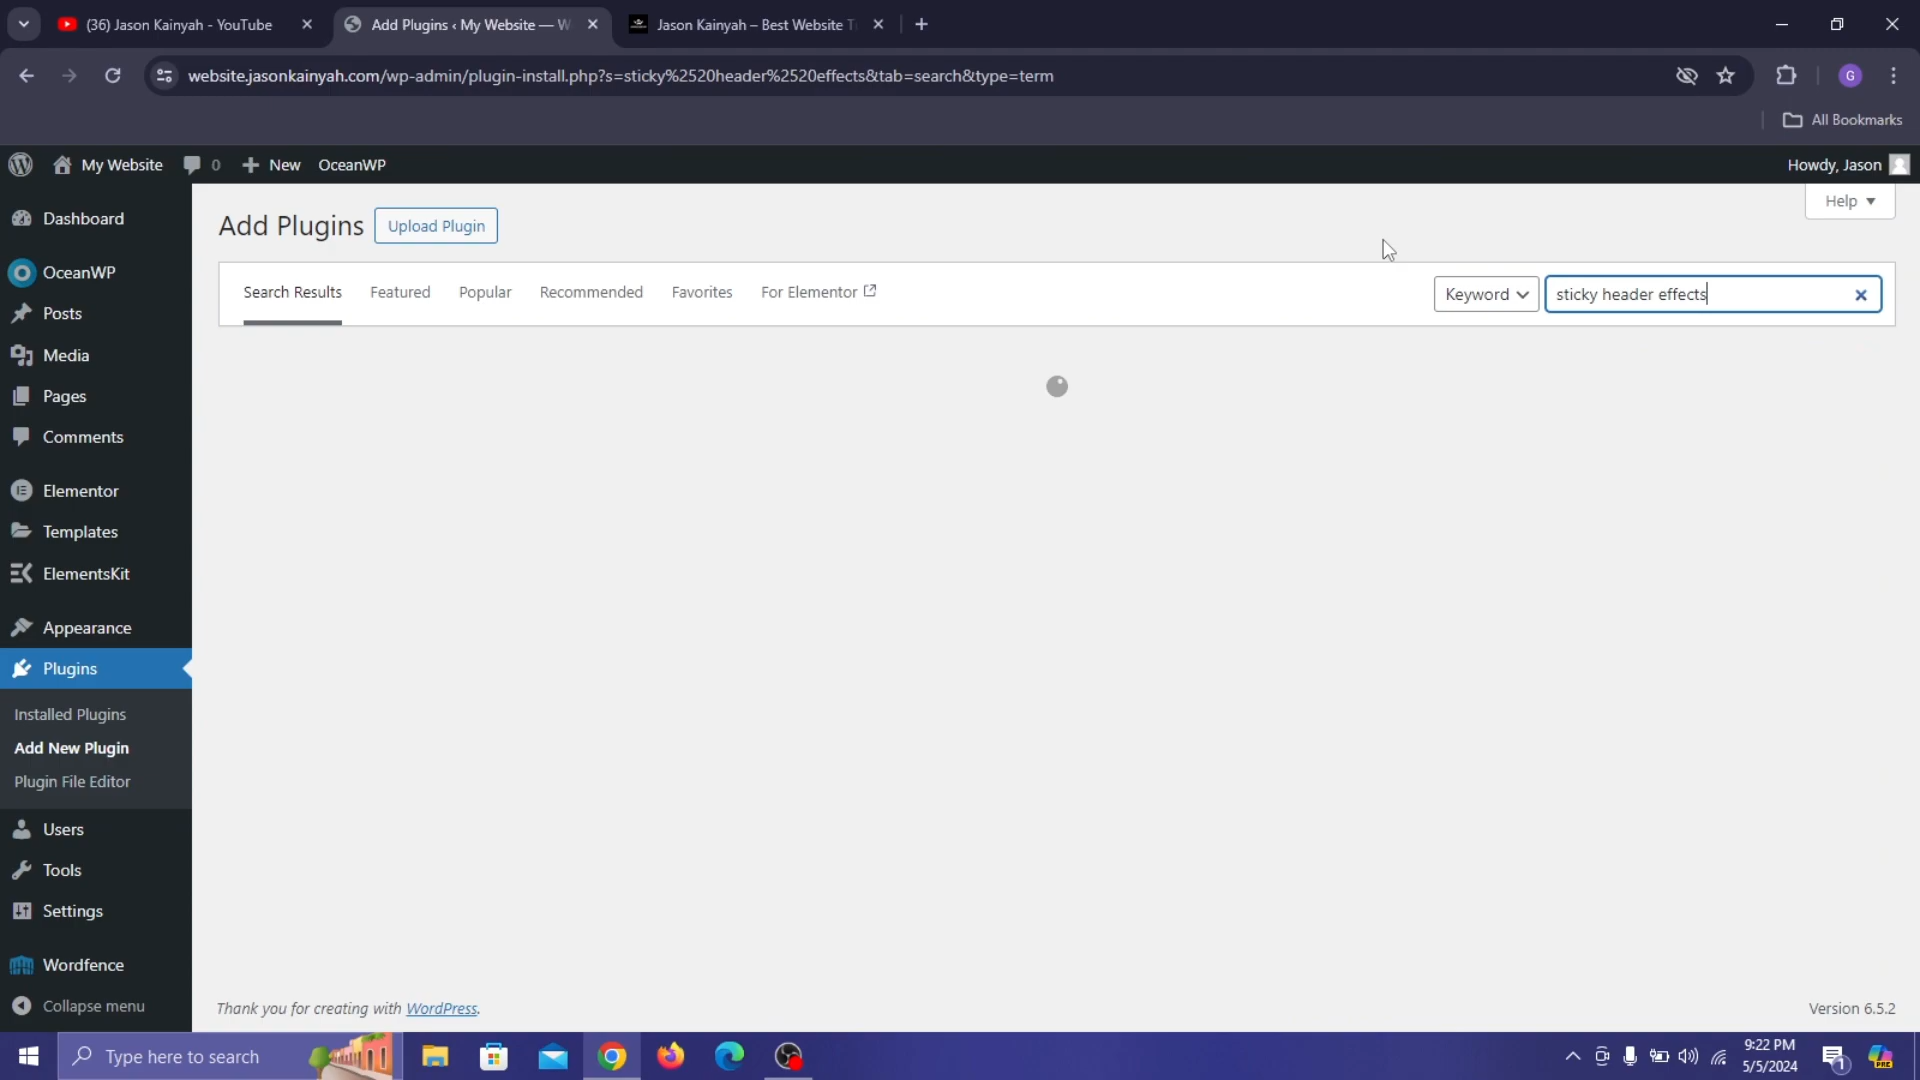 (36) Jason Kainyah - YouTube
Add Plugins ‹ My Website — W
Jason Kainyah – Best Website T
website.jasonkainyah.com/wp-admin/plugin-install.php?s=sticky%2520header%2520effects&tab=search&type=term
G
All Bookmarks
My Website
0
New
OceanWP
Howdy, Jason
Dashboard
OceanWP
Posts
Media
Pages
Comments
Elementor
Templates
ElementsKit
Appearance
Plugins
Installed Plugins
Add New Plugin
Plugin File Editor
Users
Tools
Settings
Wordfence
Collapse menu
Help
Add Plugins
Upload Plugin
Search Results
Featured
Popular
Recommended
Favorites
For Elementor
Keyword
sticky header effects
Thank you for creating with WordPress.
Version 6.5.2
Type here to search
9:22 PM
5/5/2024
1
PRE